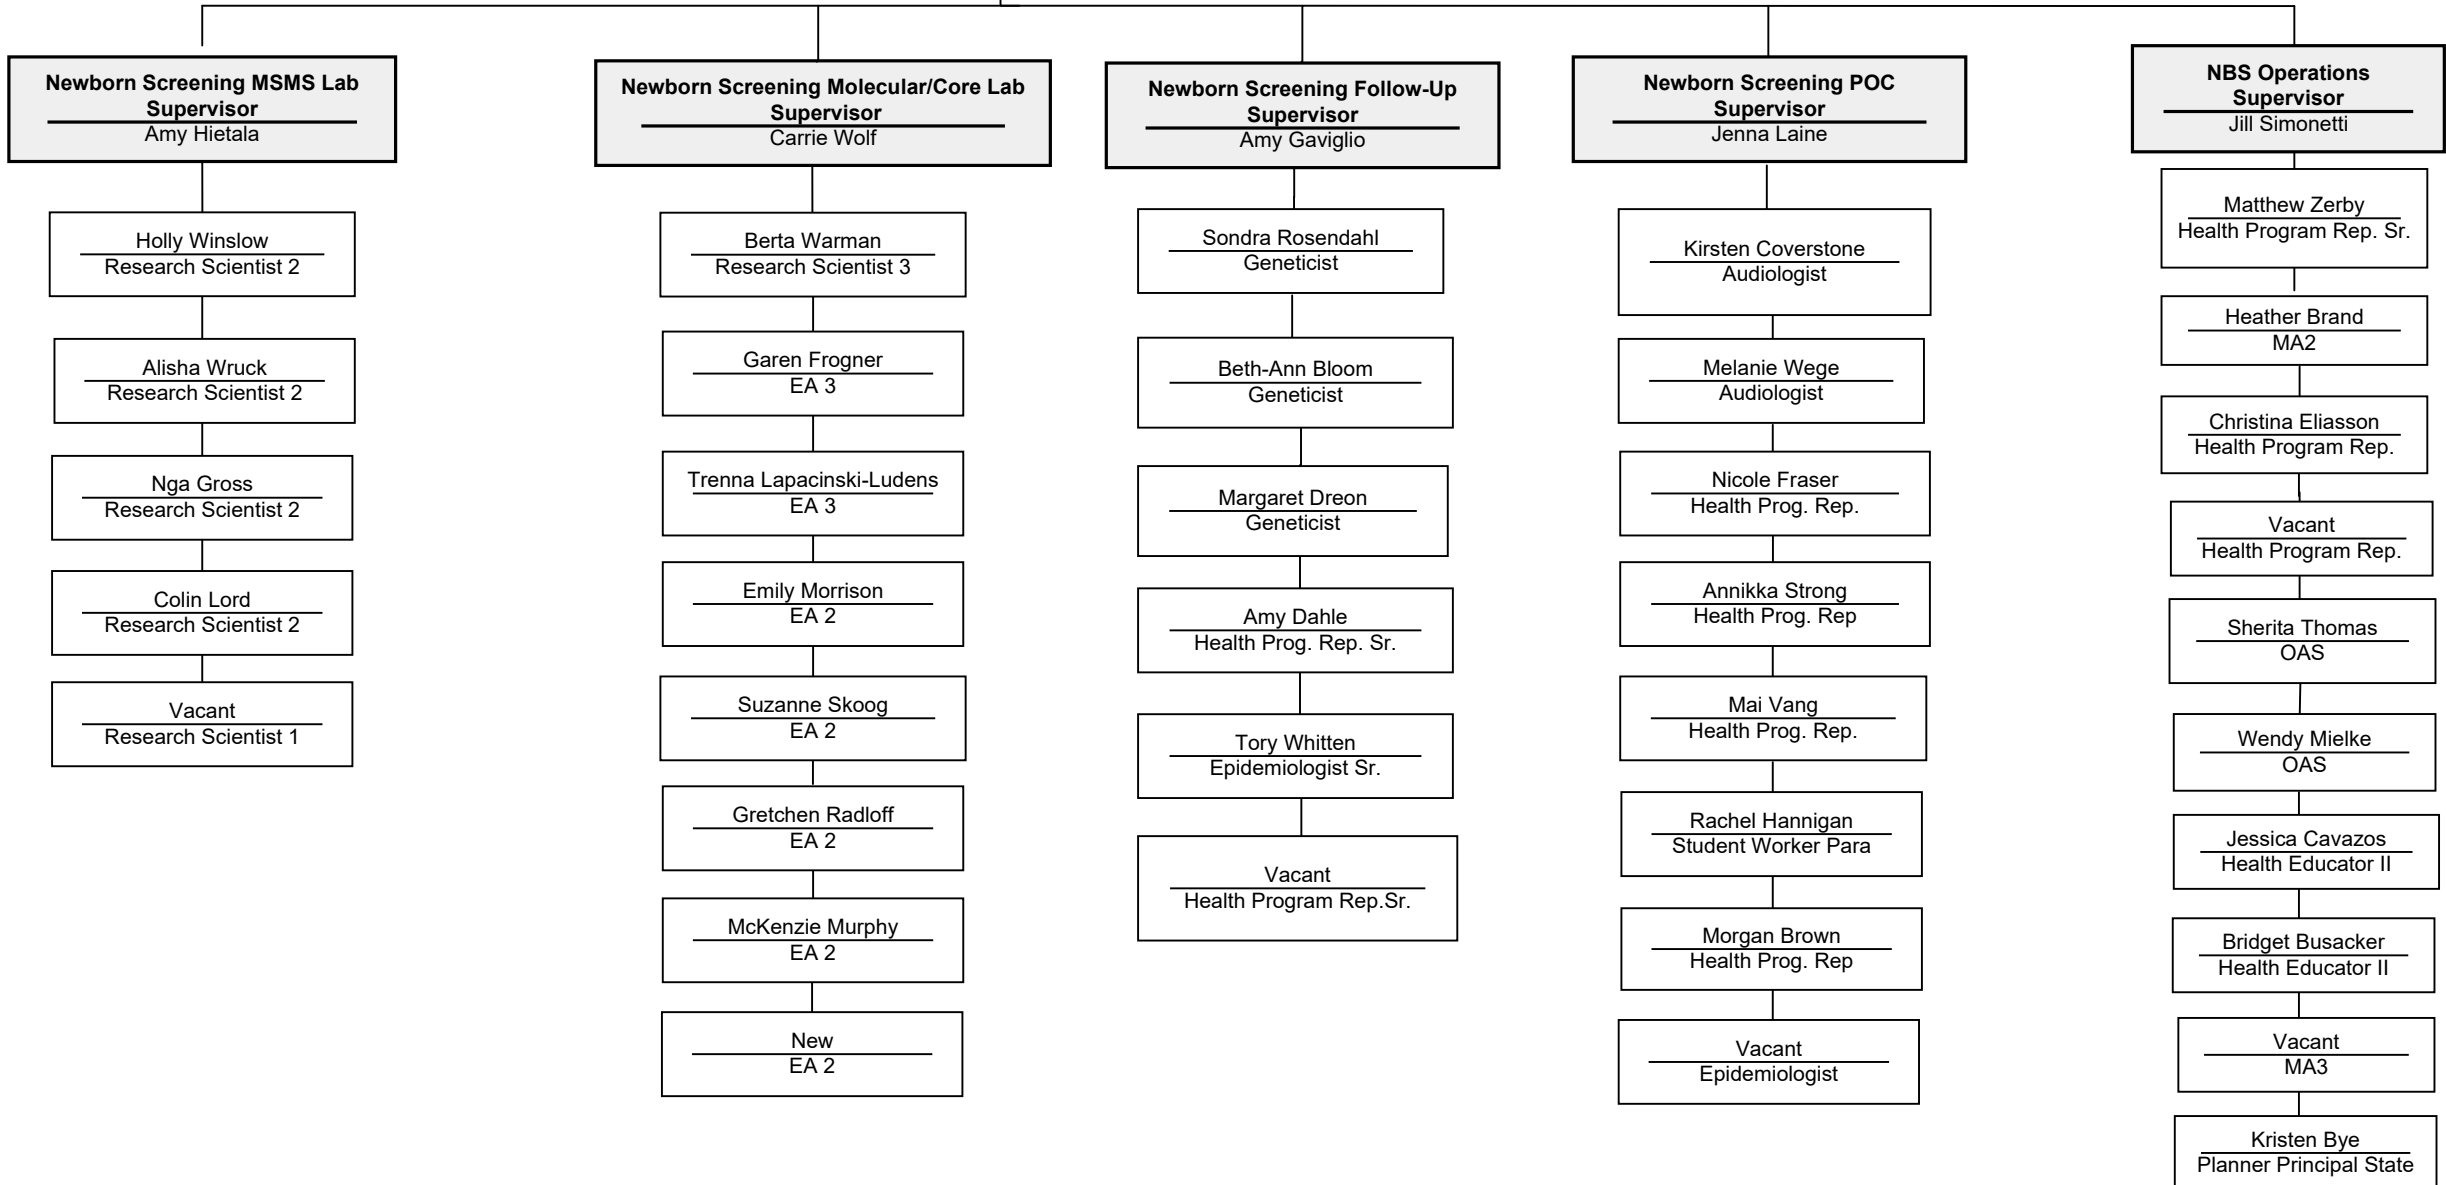 Newborn Screening MSMS Lab
Supervisor
Amy Hietala
Holly Winslow
Research Scientist 2
Alisha Wruck
Research Scientist 2
Nga Gross
Research Scientist 2
Colin Lord
Research Scientist 2
Vacant
Research Scientist 1
Newborn Screening Molecular/Core Lab
Supervisor
Carrie Wolf
Berta Warman
Research Scientist 3
Garen Frogner
EA 3
Trenna Lapacinski-Ludens
EA 3
Emily Morrison
EA 2
Suzanne Skoog
EA 2
Gretchen Radloff
EA 2
McKenzie Murphy
EA 2
New
EA 2
Newborn Screening Follow-Up
Supervisor
Amy Gaviglio
Sondra Rosendahl
Geneticist
Beth-Ann Bloom
Geneticist
Margaret Dreon
Geneticist
Amy Dahle
Health Prog. Rep. Sr.
Tory Whitten
Epidemiologist Sr.
Vacant
Health Program Rep.Sr.
Newborn Screening POC
Supervisor
Jenna Laine
Kirsten Coverstone
Audiologist
Melanie Wege
Audiologist
Nicole Fraser
Health Prog. Rep.
Annikka Strong
Health Prog. Rep
Mai Vang
Health Prog. Rep.
Rachel Hannigan
Student Worker Para
Morgan Brown
Health Prog. Rep
Vacant
Epidemiologist
NBS Operations
Supervisor
Jill Simonetti
Matthew Zerby
Health Program Rep. Sr.
Heather Brand
MA2
Christina Eliasson
Health Program Rep.
Vacant
Health Program Rep.
Sherita Thomas
OAS
Wendy Mielke
OAS
Jessica Cavazos
Health Educator II
Bridget Busacker
Health Educator II
Vacant
MA3
Kristen Bye
Planner Principal State